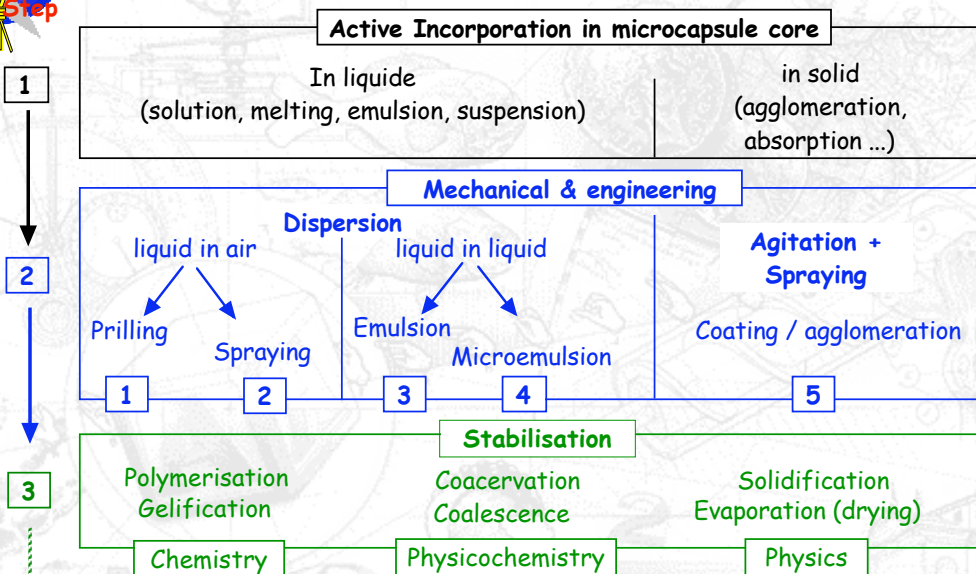 Step
Active Incorporation in microcapsule core
1
In liquide
(solution, melting, emulsion, suspension)
in solid
(agglomeration,
absorption ...)
Mechanical & engineering
2
Dispersion
liquid in air
liquid in liquid
Prilling
Spraying
Emulsion
Microemulsion
Agitation +
Spraying
Coating / agglomeration
1
2
3
4
5
Stabilisation
3
Polymerisation
Gelification
Coacervation
Coalescence
Solidification
Evaporation (drying)
Chemistry
Physicochemistry
Physics